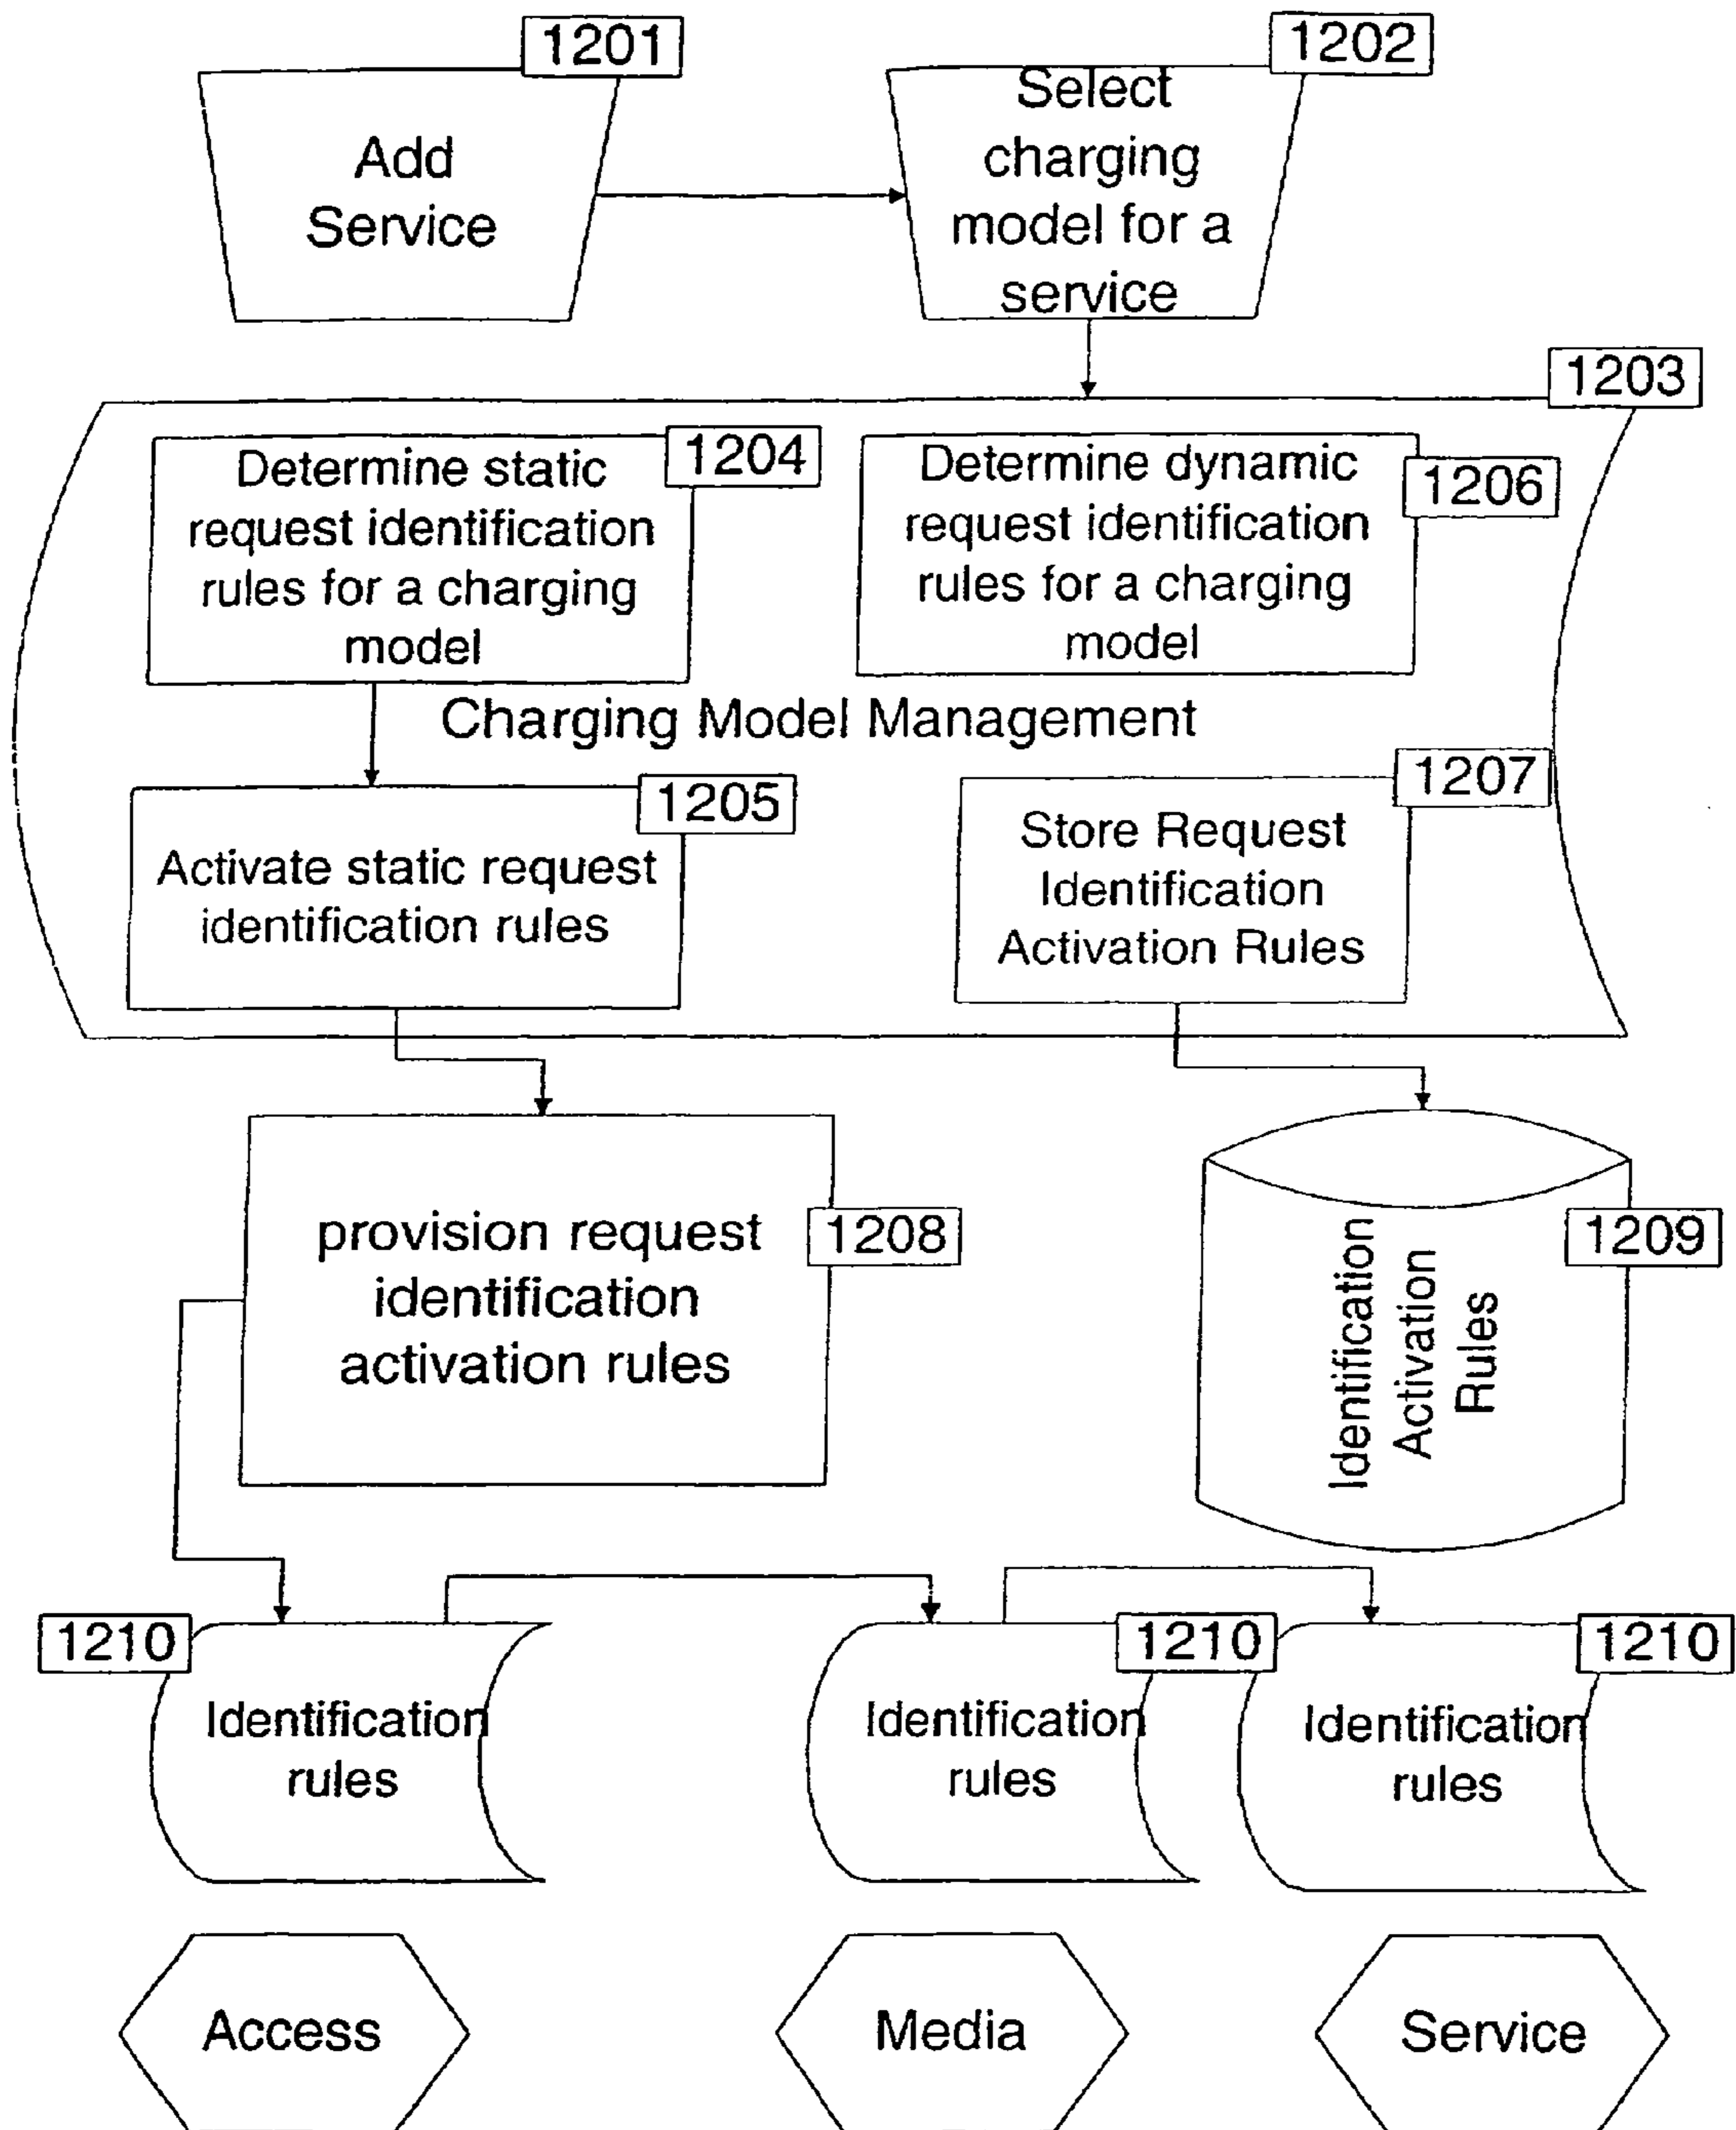 1201
Add
Service
1202
Select
charging
model for a
service
1203
1204
Determine static
request identification
rules for a charging
model
1206
Determine dynamic
request identification
rules for a charging
model
Charging Model Management
1205
Activate static request
identification rules
1207
Store Request
Identification
Activation Rules
1208
provision request
identification
activation rules
1209
Identification
Activation
Rules
1210
Identification
rules
1210
Identification
rules
1210
Identification
rules
Access
Media
Service